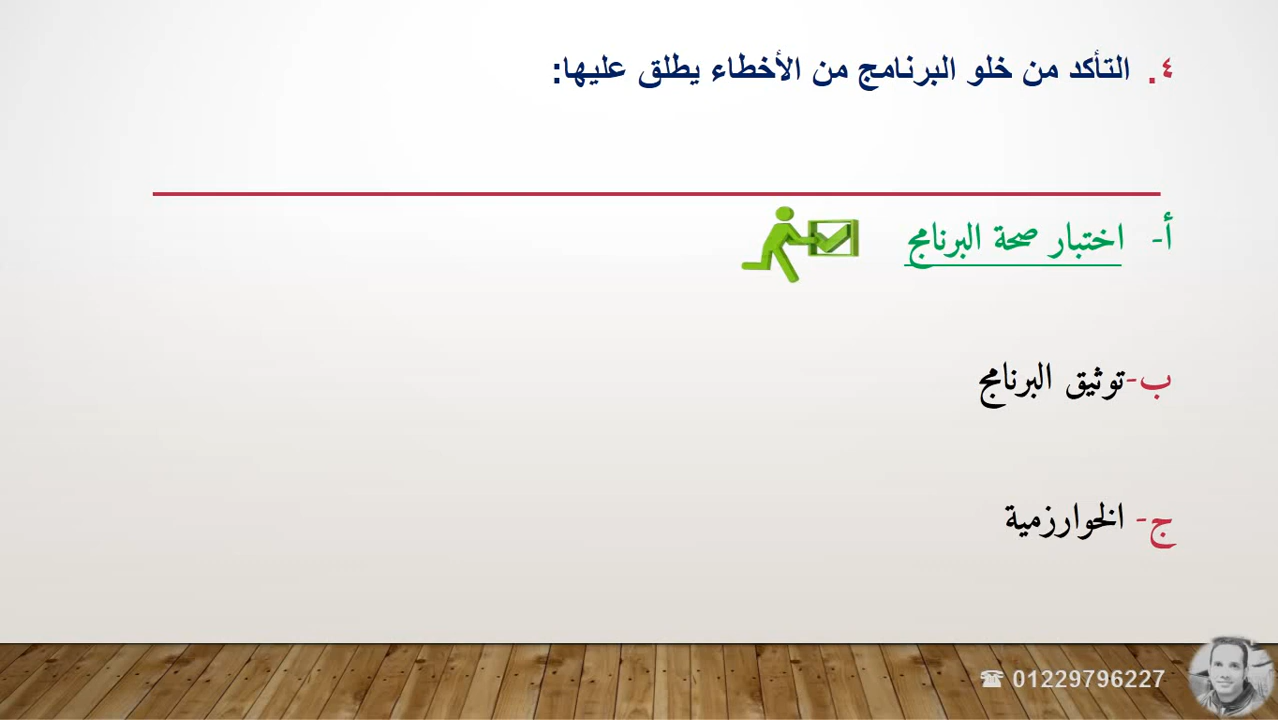 ٤. التأكد من خلو البرنامج من الأخطاء يطلق عليها:
أ- اختبار صحة البرنامج
ب-توثيق البرنامج
ج- الخوارزمية
☎ 01229796227